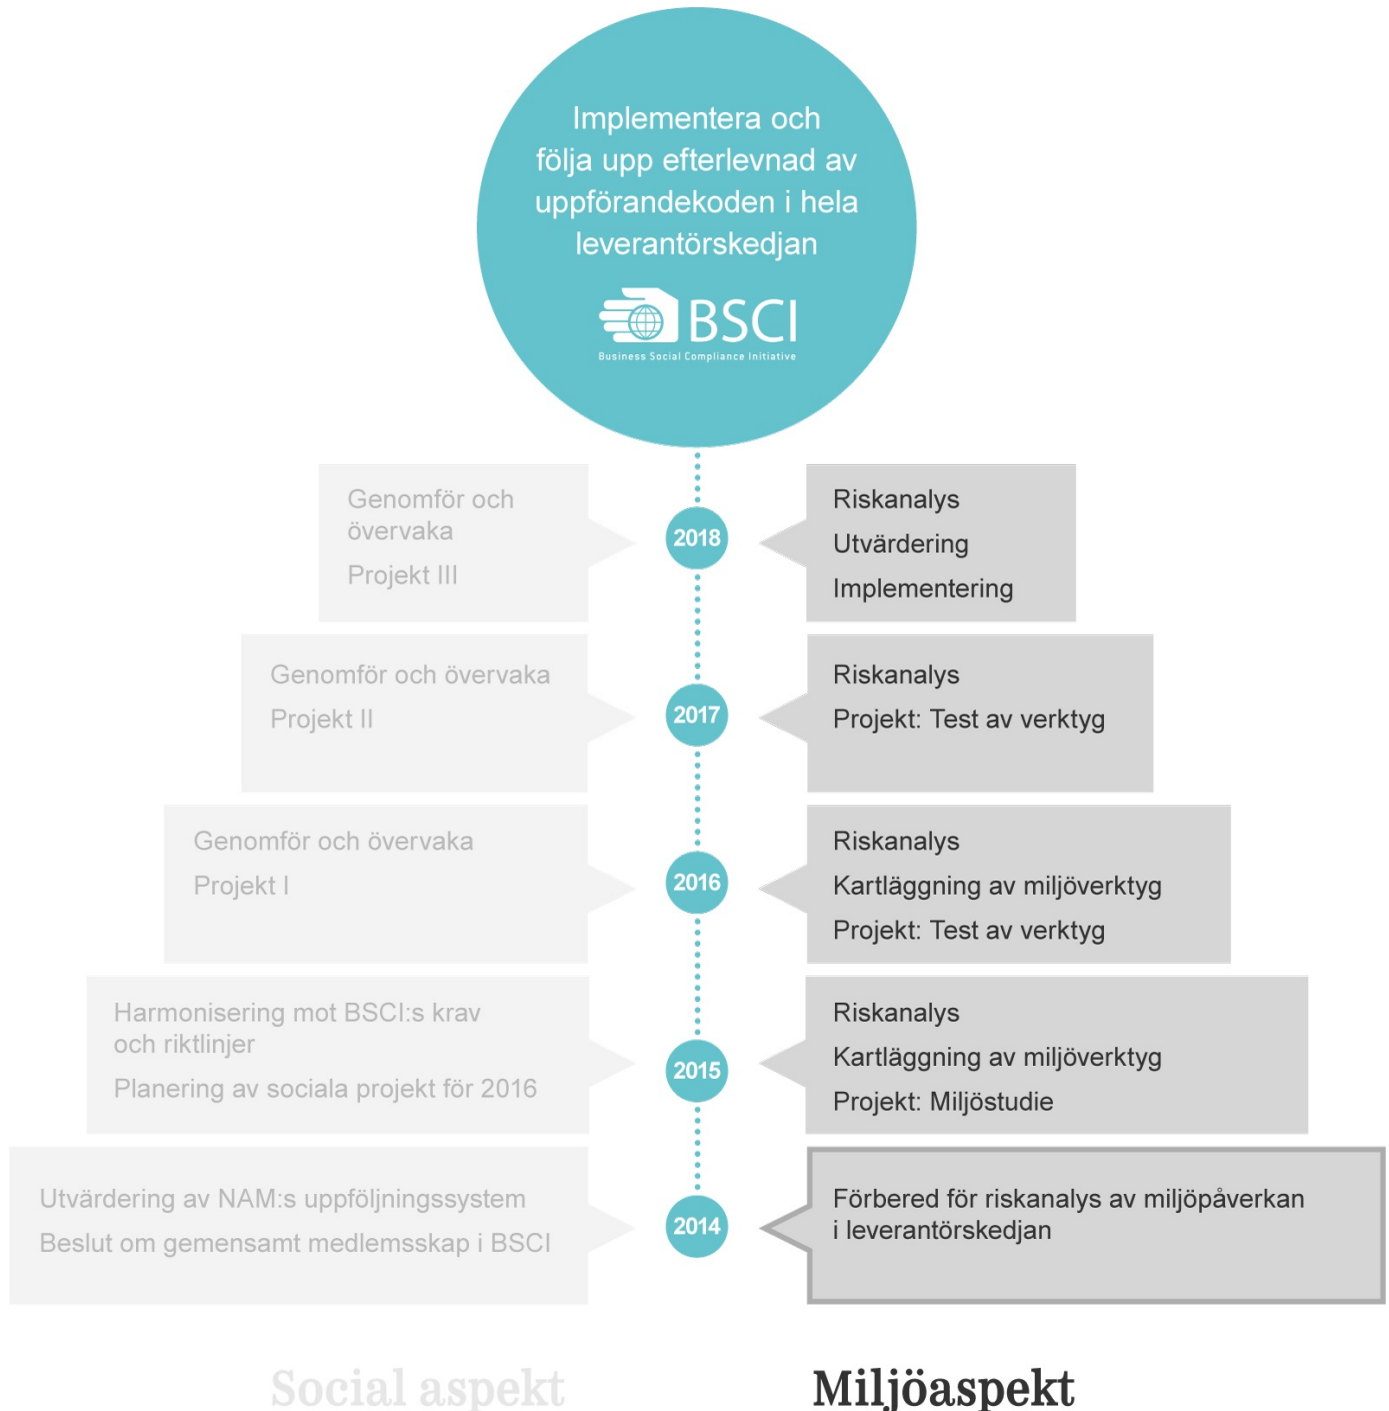 Implementera och
följa upp efterlevnad av
uppförandekoden i hela
leverantörskedjan
BSCI
Business Social Compliance Initiative
Genomför och
övervaka
Projekt III
2018
Riskanalys
Utvärdering
Implementering
Genomför och övervaka
Projekt II
2017
Riskanalys
Projekt: Test av verktyg
Genomför och övervaka
Projekt I
2016
Riskanalys
Kartläggning av miljöverktyg
Projekt: Test av verktyg
Harmonisering mot BSCI:s krav
och riktlinjer
Planering av sociala projekt för 2016
2015
Riskanalys
Kartläggning av miljöverktyg
Projekt: Miljöstudie
Utvärdering av NAM:s uppföljningssystem
Beslut om gemensamt medlemsskap i BSCI
2014
Förbered för riskanalys av miljöpåverkan
i leverantörskedjan
Social aspekt
Miljöaspekt